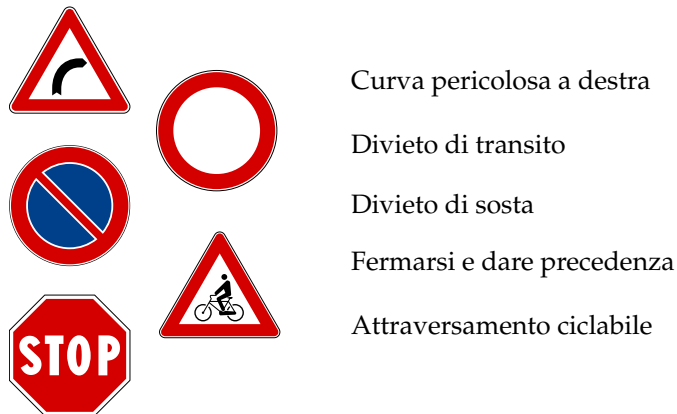 Curva pericolosa a destra
Divieto di transito
Divieto di sosta
Fermarsi e dare precedenza
Attraversamento ciclabile
STOP